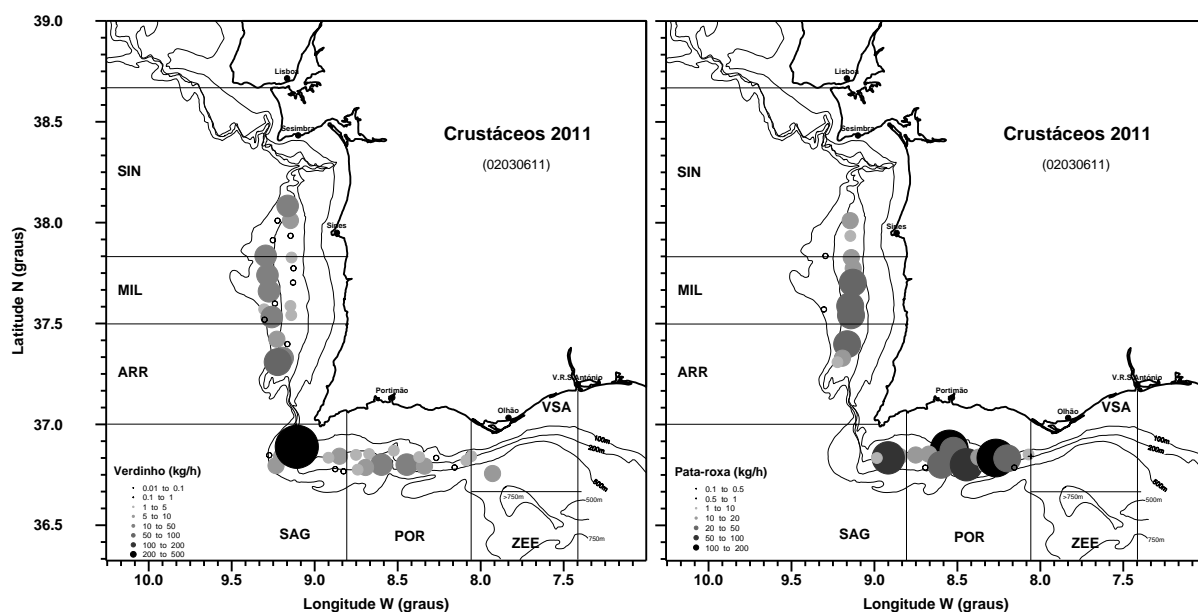 39.0
38.5
38.0
37.5
37.0
36.5
Latitude N (graus)
10.0 9.5 9.0 8.5 8.0 7.5
Longitude W (graus)
Lisboa
Sesimbra
Sines
Portimão
Olhão
V.R.S.António
Crustáceos 2011
(02030611)
SIN
MIL
ARR
SAG
POR
VSA
ZEE
100m
200m
500m
>750m
500m
750m
Verdinho (kg/h)
0.01 to 0.1
0.1 to 1
1 to 5
5 to 10
10 to 50
50 to 100
100 to 200
200 to 500
10.0 9.5 9.0 8.5 8.0 7.5
Longitude W (graus)
Lisboa
Sesimbra
Sines
Portimão
Olhão
V.R.S.António
Crustáceos 2011
(02030611)
SIN
MIL
ARR
SAG
POR
VSA
ZEE
100m
200m
500m
>750m
500m
750m
Pata-roxa (kg/h)
0.1 to 0.5
0.5 to 1
1 to 10
10 to 20
20 to 50
50 to 100
100 to 200